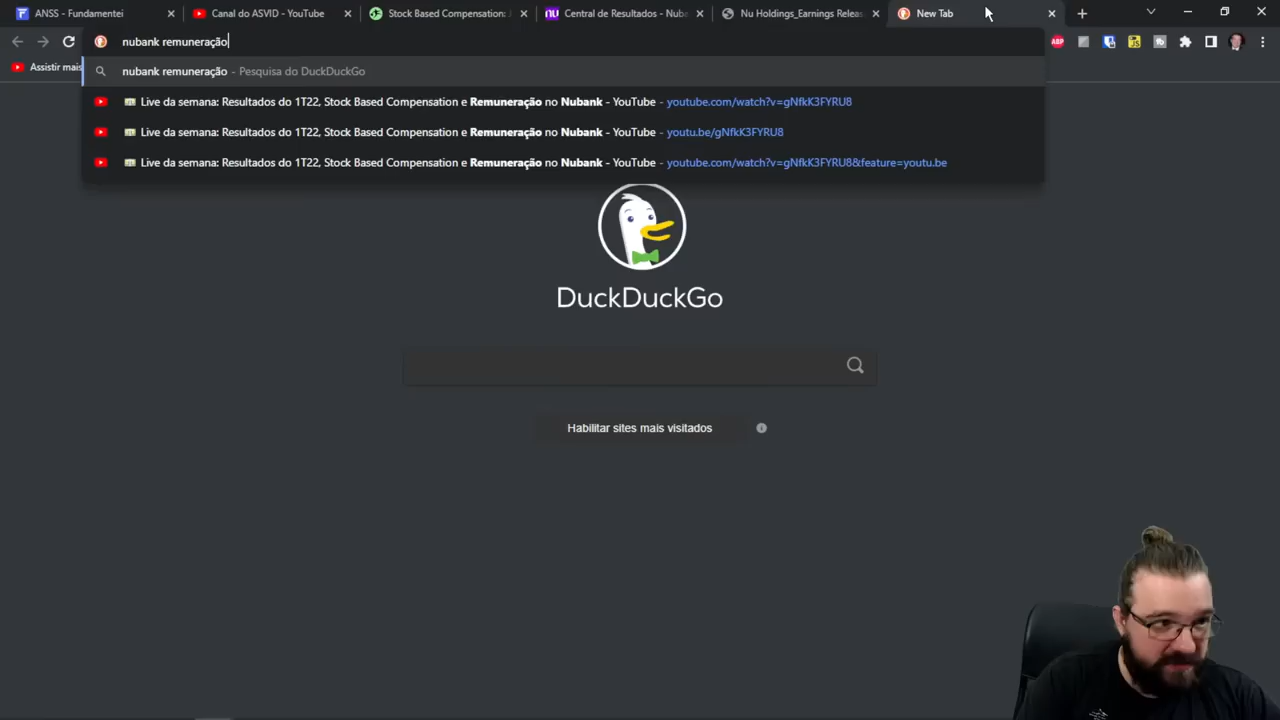 ANSS - Fundamentei
Canal do ASVID - YouTube
Stock Based Compensation:
Central de Resultados - Nuba
Nu Holdings_Earnings Releas
New Tab
nubank remuneração
ABP
Assistir mais
nubank remuneração - Pesquisa do DuckDuckGo
Live da semana: Resultados do 1T22, Stock Based Compensation e Remuneração no Nubank - YouTube - youtube.com/watch?v=gNfkK3FYRU8
Live da semana: Resultados do 1T22, Stock Based Compensation e Remuneração no Nubank - YouTube - youtu.be/gNfkK3FYRU8
Live da semana: Resultados do 1T22, Stock Based Compensation e Remuneração no Nubank - YouTube - youtube.com/watch?v=gNfkK3FYRU8&feature=youtu.be
DuckDuckGo
Habilitar sites mais visitados